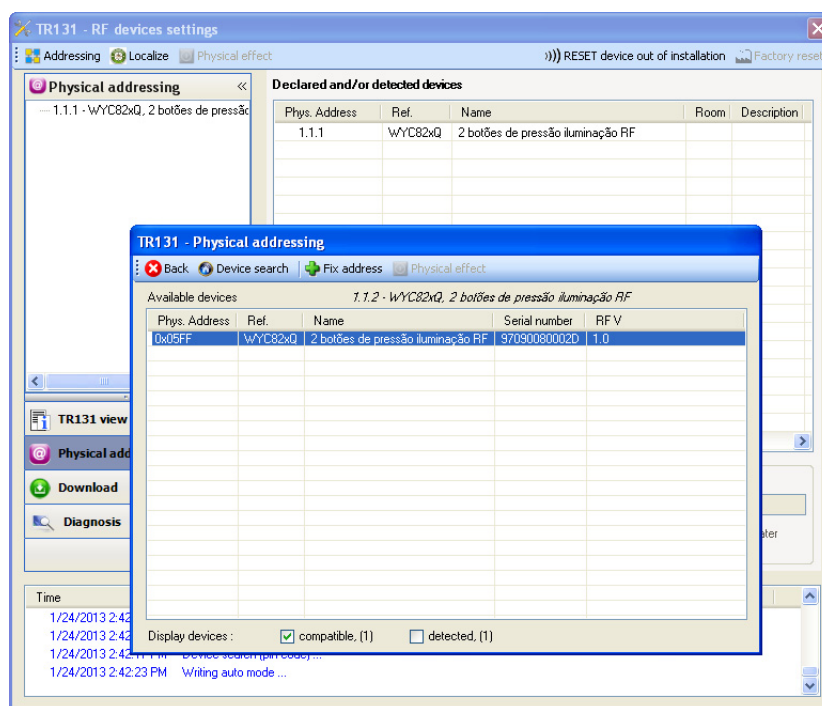 TR131 - RF devices settings
Addressing Localize Physical effect ))) RESET device out of installation Factory reset
Physical addressing «
1.1.1 - WYC82xQ, 2 botões de pressão
Declared and/or detected devices
Phys. Address Ref. Name Room Description
1.1.1 WYC82xQ 2 botões de pressão iluminação RF
TR131 - Physical addressing
Back Device search Fix address Physical effect
Available devices 1.1.2 - WYC82xQ, 2 botões de pressão iluminação RF
Phys. Address Ref. Name Serial number RF V
0x05FF WYC82xQ 2 botões de pressão iluminação RF 97090080002D 1.0
TR131 view
Physical add
Download
Diagnosis
Display devices : compatible, (1) detected, (1)
Time
1/24/2013 2:42
1/24/2013 2:42
1/24/2013 2:42:11 PM Device search (pin code) ...
1/24/2013 2:42:23 PM Writing auto mode ...